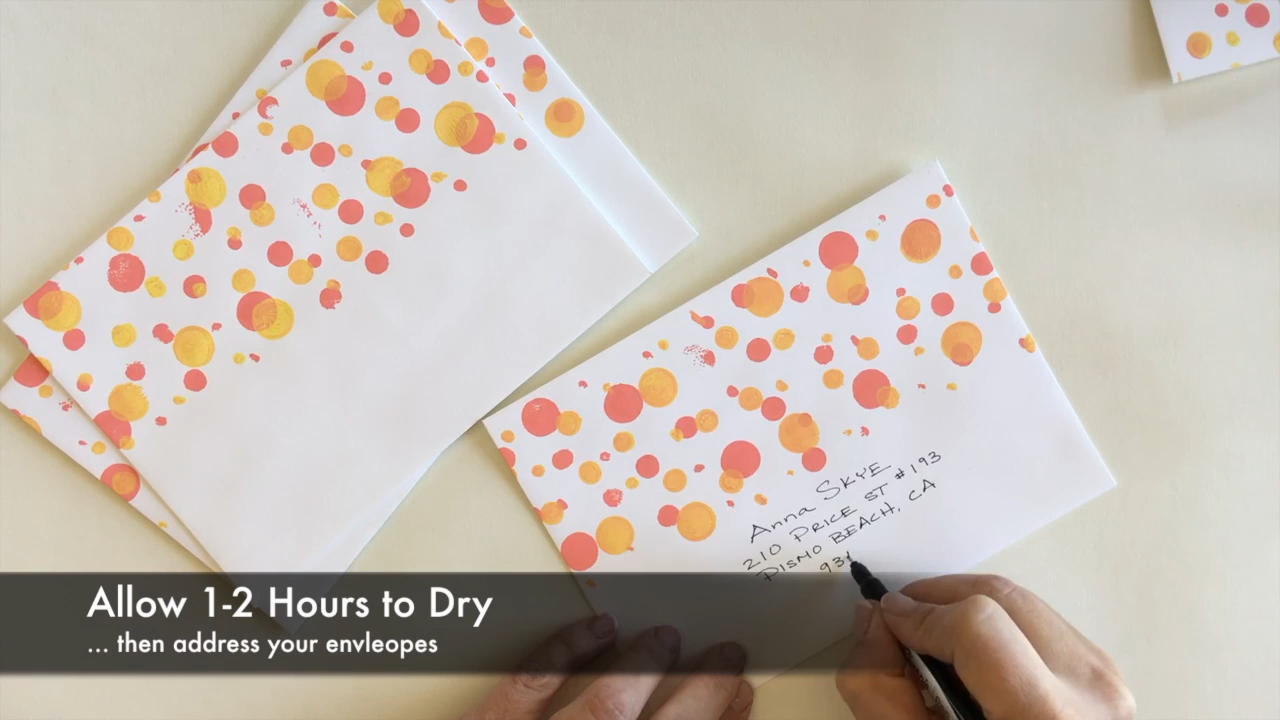 Anna SKYE
210 PRICE ST #193
PISMO BEACH, CA
93
Allow 1-2 Hours to Dry
... then address your envleopes